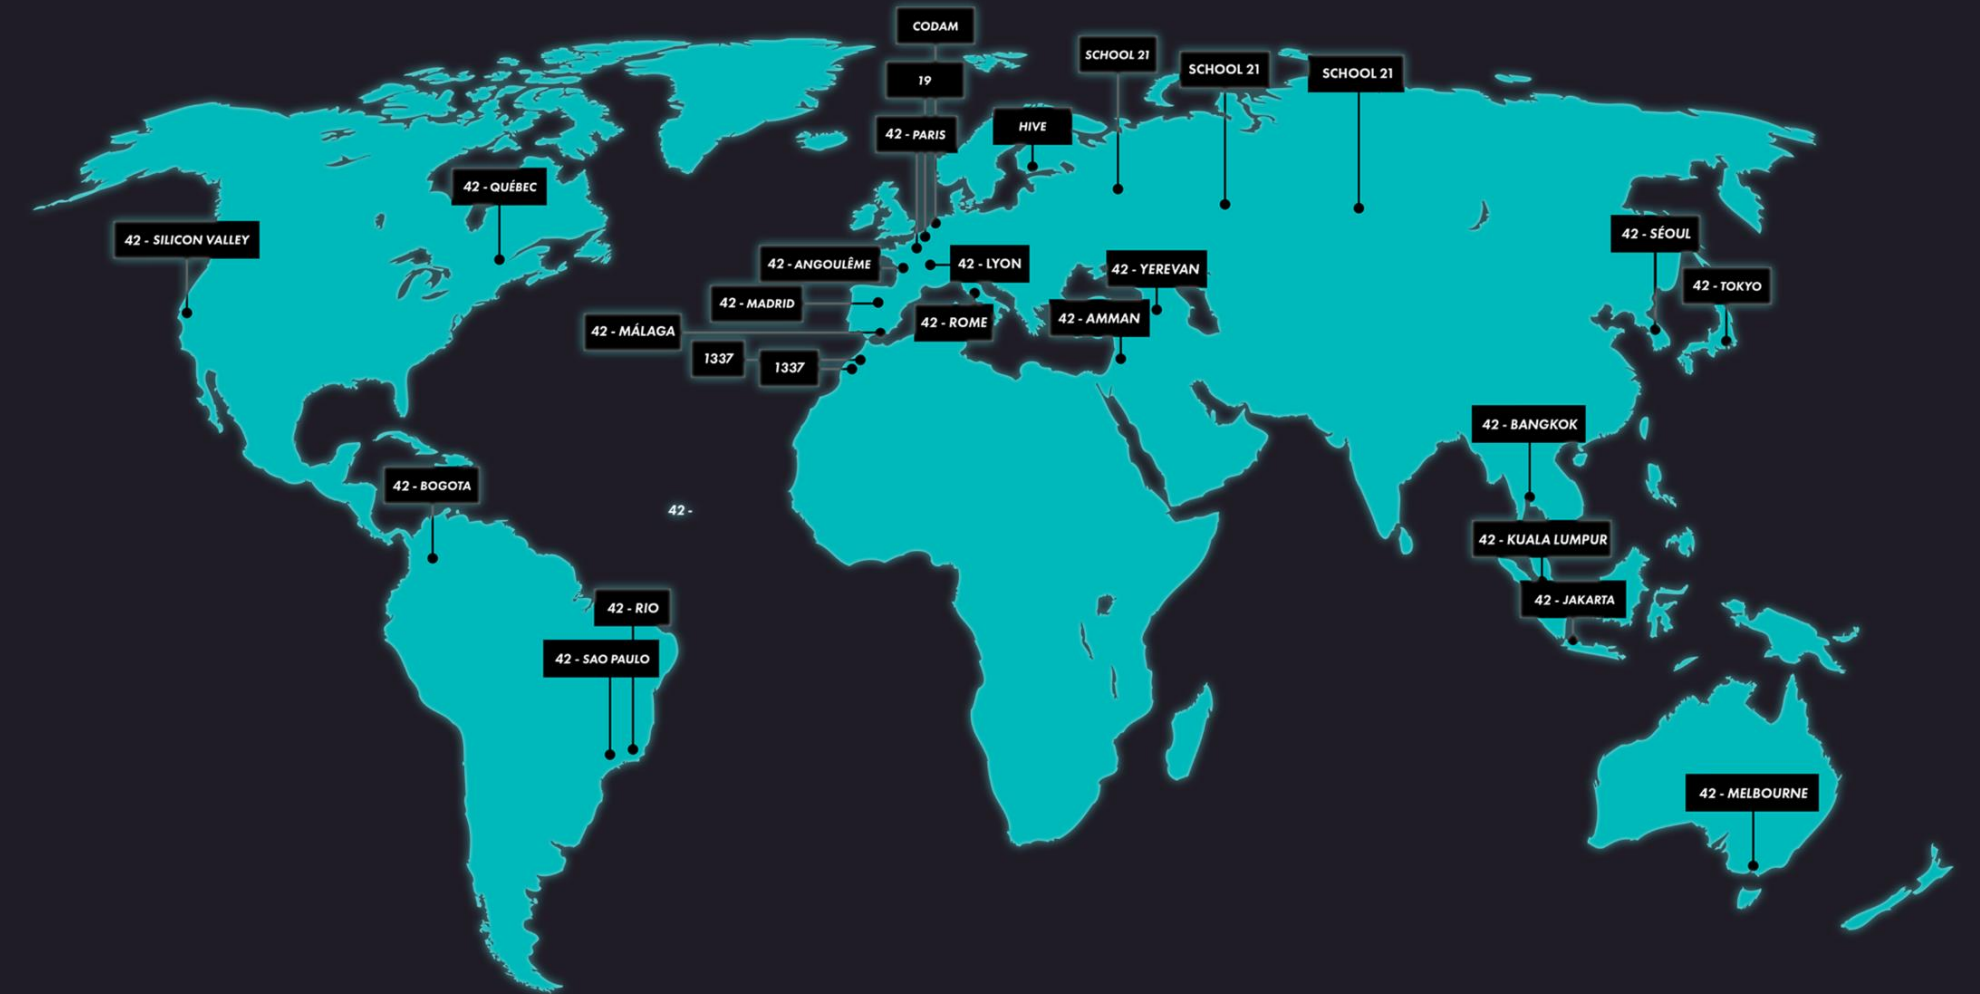 CODAM
SCHOOL 21
SCHOOL 21
SCHOOL 21
19
42 - PARIS
HIVE
42 - QUÉBEC
42 - SILICON VALLEY
42 - SÉOUL
42 - ANGOULÊME
42 - LYON
42 - YEREVAN
42 - TOKYO
42 - MADRID
42 - ROME
42 - AMMAN
42 - MÁLAGA
1337
1337
42 - BANGKOK
42 - BOGOTA
42 -
42 - KUALA LUMPUR
42 - JAKARTA
42 - RIO
42 - SAO PAULO
42 - MELBOURNE